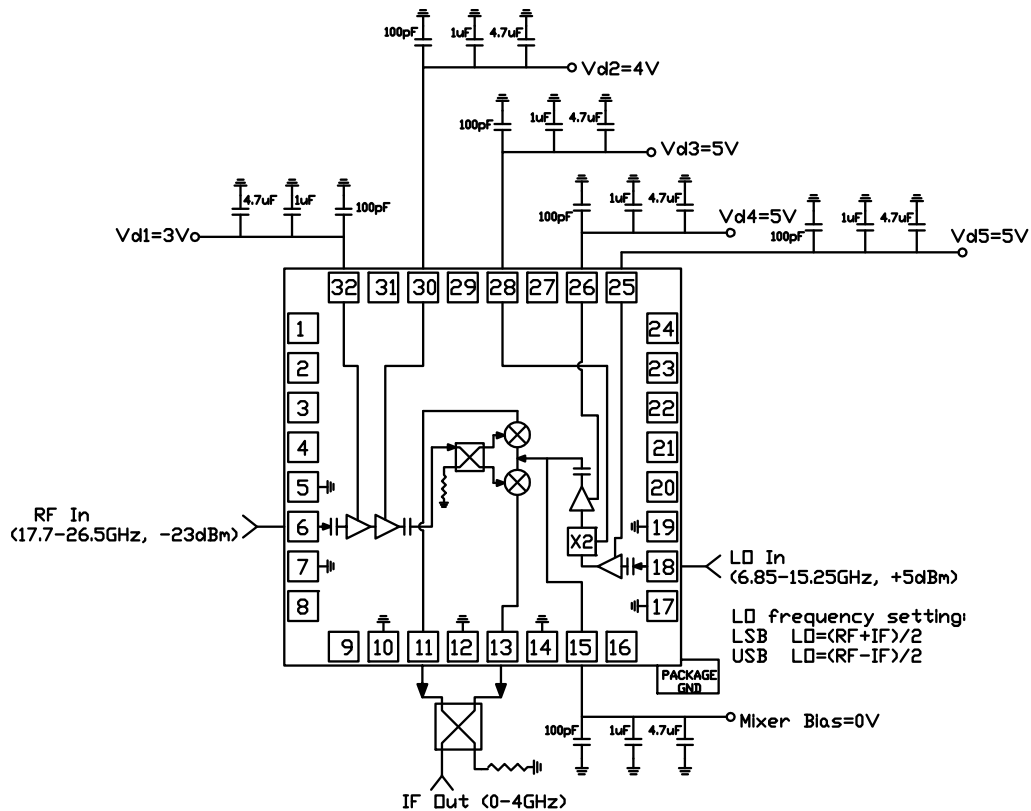 100pF 1uF 4.7uF
Vd2=4V
100pF 1uF 4.7uF
Vd3=5V
4.7uF 1uF 100pF
Vd1=3V
100pF 1uF 4.7uF
Vd4=5V
100pF 1uF 4.7uF
Vd5=5V
32 31 30 29 28 27 26 25
1 24
2 23
3 22
4 21
5 20
6 19
7 18
8 17
RF In
(17.7-26.5GHz, -23dBm)
X2
LO In
(6.85-15.25GHz, +5dBm)
LO frequency setting:
LSB LO=(RF+IF)/2
USB LO=(RF-IF)/2
9 10 11 12 13 14 15 16
PACKAGE
GND
100pF 1uF 4.7uF
Mixer Bias=0V
IF Out (0-4GHz)